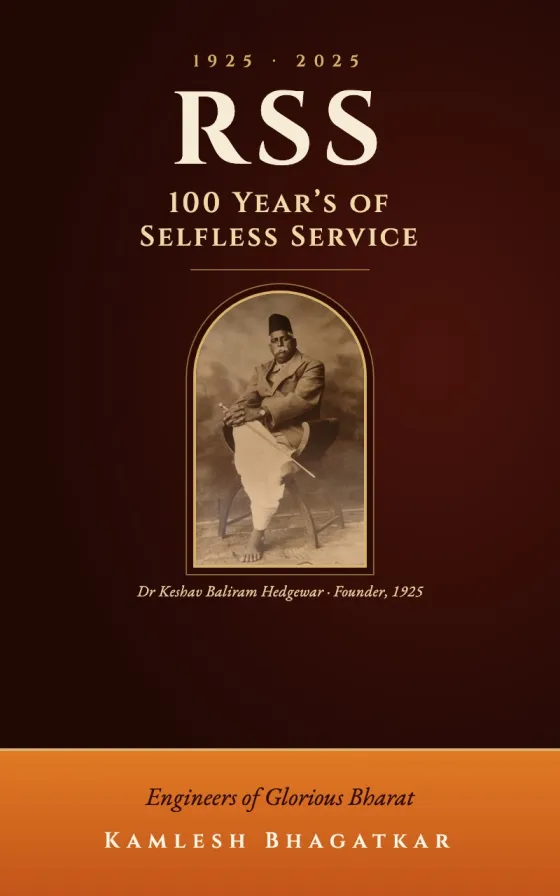 1925 · 2025
RSS
100 Year’s of
Selfless Service
Dr Keshav Baliram Hedgewar · Founder, 1925
Engineers of Glorious Bharat
Kamlesh Bhagatkar